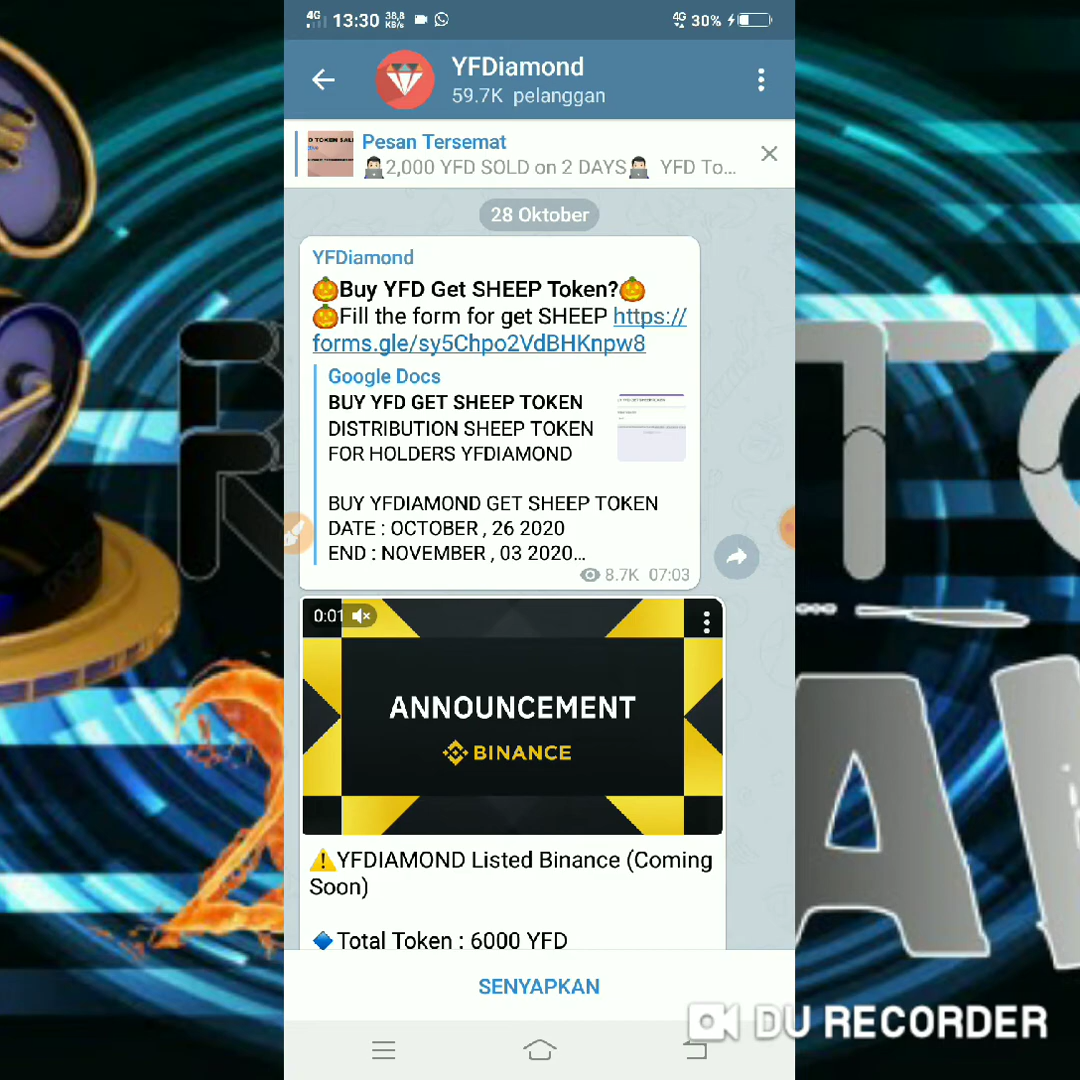 4G 13:30 38,8 KB/s 4G 30%
YFDiamond
59.7K pelanggan
Pesan Tersemat
2,000 YFD SOLD on 2 DAYS YFD To...
28 Oktober
YFDiamond
Buy YFD Get SHEEP Token?
Fill the form for get SHEEP https://
forms.gle/sy5Chpo2VdBHKnpw8
Google Docs
BUY YFD GET SHEEP TOKEN
DISTRIBUTION SHEEP TOKEN
FOR HOLDERS YFDIAMOND
BUY YFDIAMOND GET SHEEP TOKEN
DATE : OCTOBER , 26 2020
END : NOVEMBER , 03 2020...
8.7K 07:03
0:01
ANNOUNCEMENT
BINANCE
YFDIAMOND Listed Binance (Coming
Soon)
Total Token : 6000 YFD
SENYAPKAN
DU RECORDER